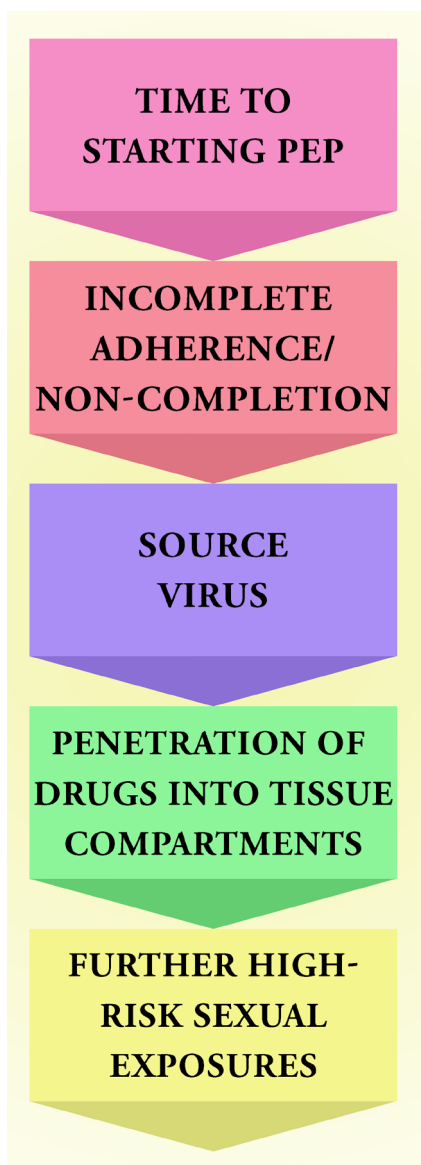 TIME TO
STARTING PEP
INCOMPLETE
ADHERENCE/
NON-COMPLETION
SOURCE
VIRUS
PENETRATION OF
DRUGS INTO TISSUE
COMPARTMENTS
FURTHER HIGH-
RISK SEXUAL
EXPOSURES